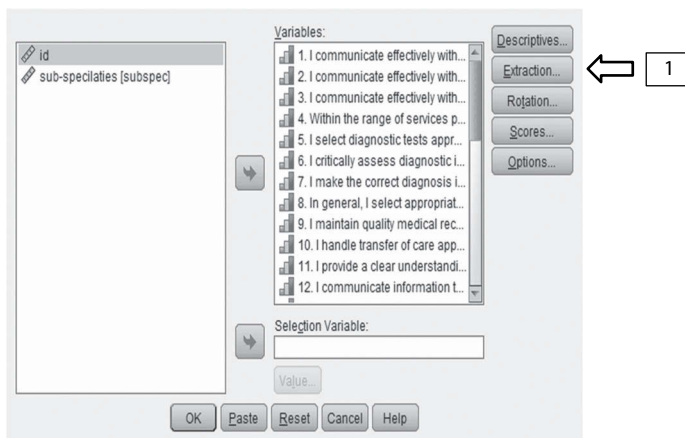 id
sub-specilaties [subspec]
Variables:
1. I communicate effectively with...
2. I communicate effectively with...
3. I communicate effectively with...
4. Within the range of services p...
5. I select diagnostic tests appr...
6. I critically assess diagnostic i...
7. I make the correct diagnosis i...
8. In general, I select appropriat...
9. I maintain quality medical rec...
10. I handle transfer of care app...
11. I provide a clear understandi...
12. I communicate information t...
Selection Variable:
Value...
Descriptives...
Extraction...
Rotation...
Scores...
Options...
1
OK Paste Reset Cancel Help